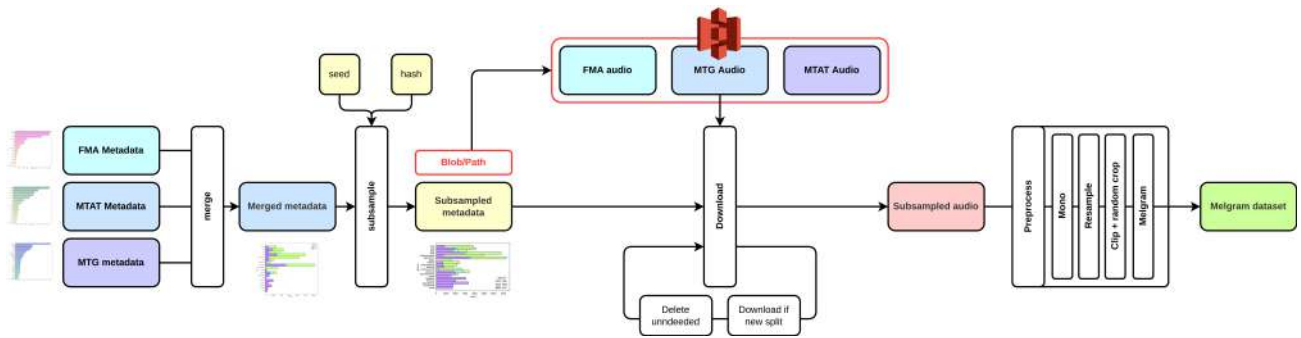 FMA Metadata
MTAT Metadata
MTG metadata
merge
Merged metadata
seed
hash
subsample
Blob/Path
Subsampled
metadata
FMA audio
MTG Audio
MTAT Audio
Download
Delete
unndeeded
Download if
new split
Subsampled audio
Preprocess
Mono
Resample
Clip + random crop
Melgram
Melgram dataset